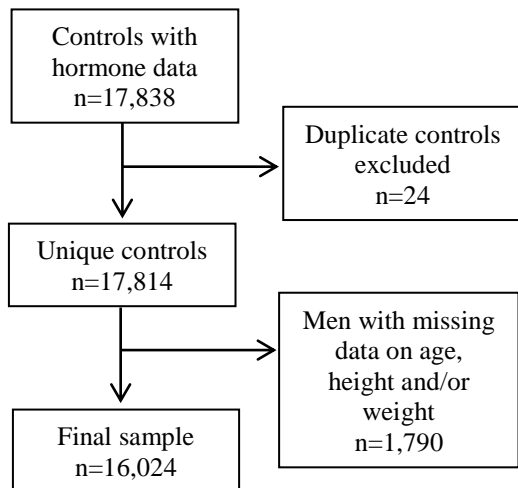 Controls with
hormone data
n=17,838
Duplicate controls
excluded
n=24
Unique controls
n=17,814
Men with missing
data on age,
height and/or
weight
n=1,790
Final sample
n=16,024